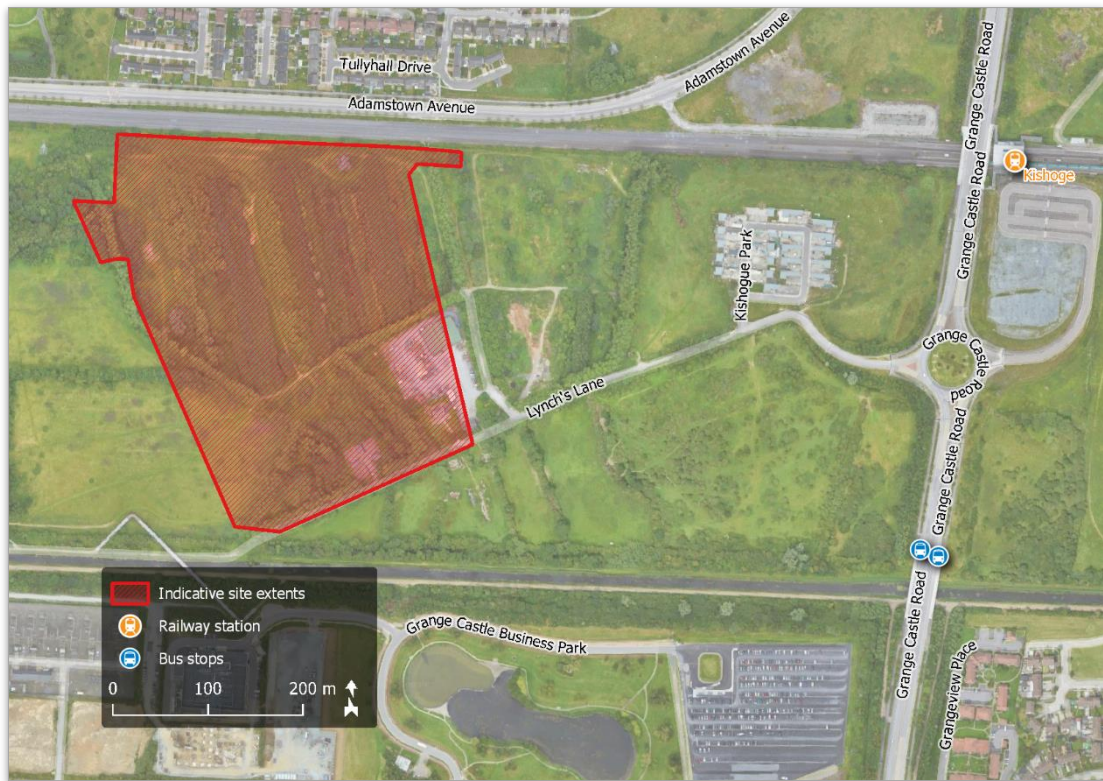 Tullyhall Drive
Adamstown Avenue
Adamstown Avenue
Grange Castle Road
Grange Castle Road
Grange Castle Road
Kishoge
Kishogue Park
Grange Castle
Road
Lynch's Lane
Grange Castle Road
Grange Castle Road
Grange Castle Business Park
Grangeview Place
Indicative site extents
Railway station
Bus stops
0 100 200 m